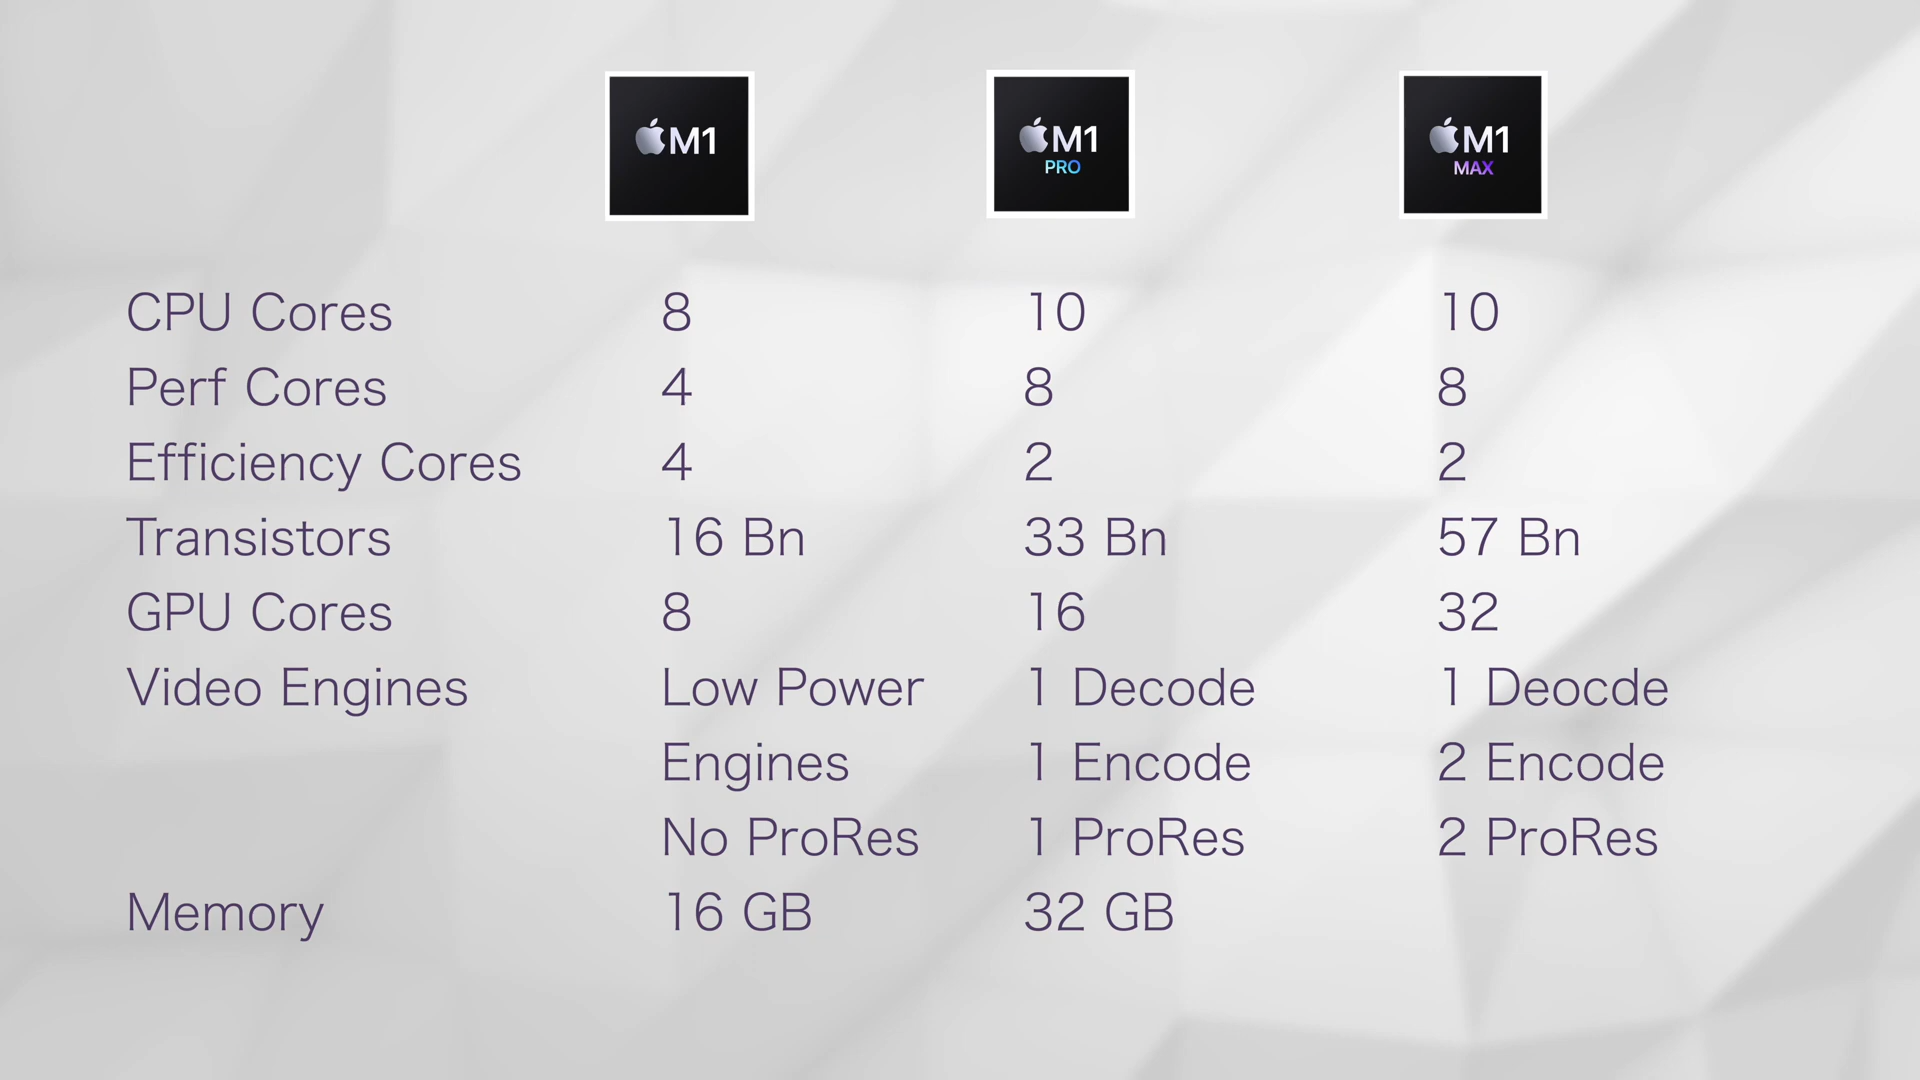 M1
M1
PRO
M1
MAX
CPU Cores 8 10 10
Perf Cores 4 8 8
Efficiency Cores 4 2 2
Transistors 16 Bn 33 Bn 57 Bn
GPU Cores 8 16 32
Video Engines Low Power 1 Decode 1 Deocde
Engines 1 Encode 2 Encode
No ProRes 1 ProRes 2 ProRes
Memory 16 GB 32 GB